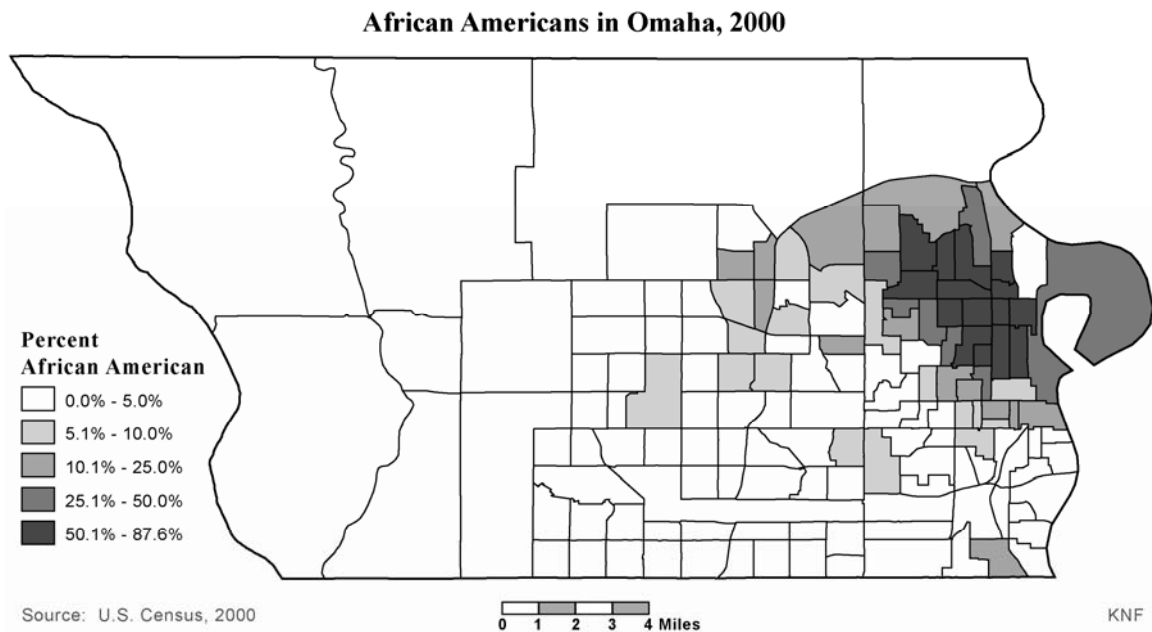 African Americans in Omaha, 2000
Percent
African American
0.0% - 5.0%
5.1% - 10.0%
10.1% - 25.0%
25.1% - 50.0%
50.1% - 87.6%
Source: U.S. Census, 2000
0 1 2 3 4 Miles
KNF